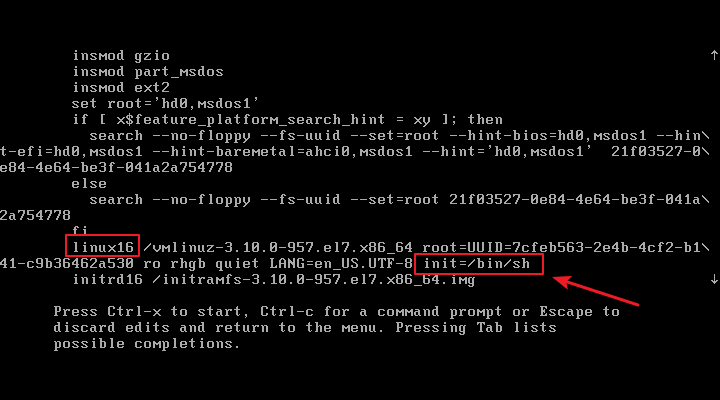 insmod gzio
insmod part_msdos
insmod ext2
set root='hd0,msdos1'
if [ x$feature_platform_search_hint = xy ]; then
search --no-floppy --fs-uuid --set=root --hint-bios=hd0,msdos1 --hin\
t-efi=hd0,msdos1 --hint-baremetal=ahci0,msdos1 --hint='hd0,msdos1'  21f03527-0\
e84-4e64-be3f-041a2a754778
else
search --no-floppy --fs-uuid --set=root 21f03527-0e84-4e64-be3f-041a\
2a754778
fi
linux16 /vmlinuz-3.10.0-957.el7.x86_64 root=UUID=7cfeb563-2e4b-4cf2-b1\
41-c9b36462a530 ro rhgb quiet LANG=en_US.UTF-8 init=/bin/sh
initrd16 /initramfs-3.10.0-957.el7.x86_64.img
Press Ctrl-x to start, Ctrl-c for a command prompt or Escape to
discard edits and return to the menu. Pressing Tab lists
possible completions.